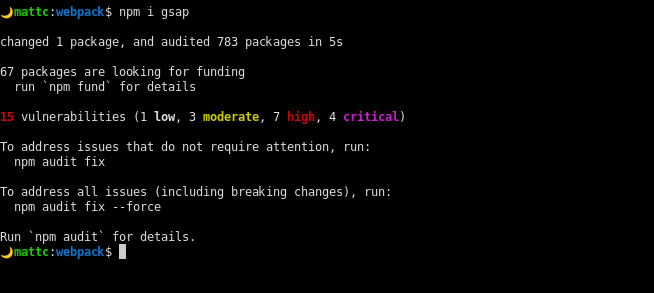 🌙mattc:webpack$ npm i gsap
changed 1 package, and audited 783 packages in 5s
67 packages are looking for funding
  run `npm fund` for details
15 vulnerabilities (1 low, 3 moderate, 7 high, 4 critical)
To address issues that do not require attention, run:
  npm audit fix
To address all issues (including breaking changes), run:
  npm audit fix --force
Run `npm audit` for details.
🌙mattc:webpack$